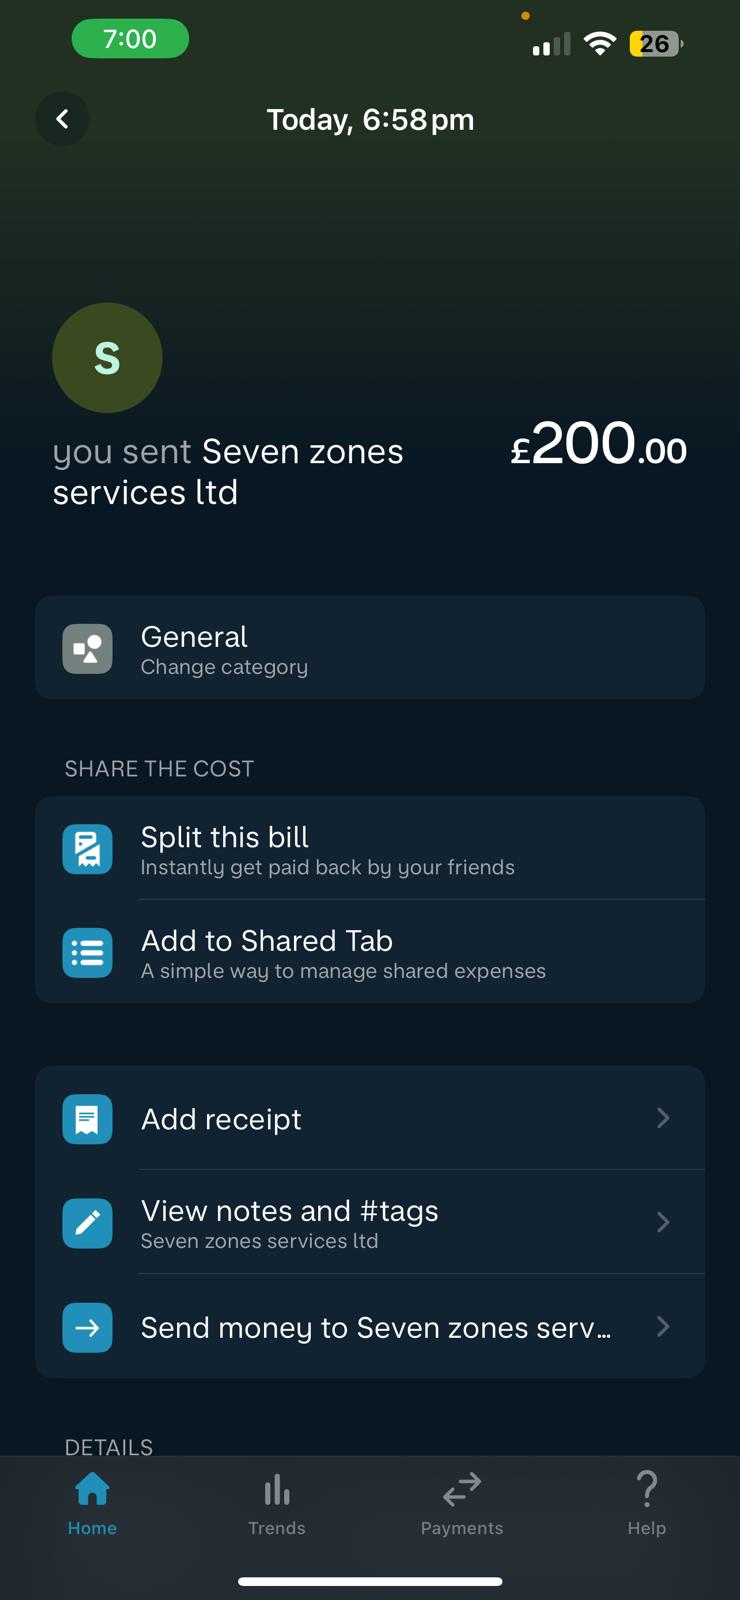 7:00
26
Today, 6:58pm
S
you sent Seven zones
services ltd
£200.00
General
Change category
SHARE THE COST
Split this bill
Instantly get paid back by your friends
Add to Shared Tab
A simple way to manage shared expenses
Add receipt
View notes and #tags
Seven zones services ltd
Send money to Seven zones serv...
DETAILS
Home
Trends
Payments
Help